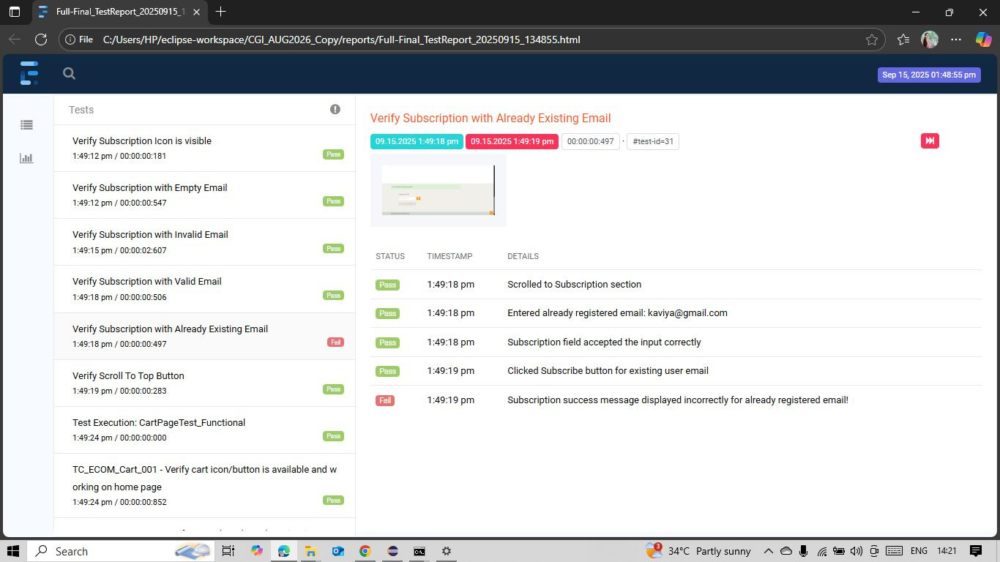 Full-Final_TestReport_20250915_1
File C:/Users/HP/eclipse-workspace/CGI_AUG2026_Copy/reports/Full-Final_TestReport_20250915_134855.html
Sep 15, 2025 01:48:55 pm
Tests
Verify Subscription Icon is visible
1:49:12 pm / 00:00:00:181
Pass
Verify Subscription with Empty Email
1:49:12 pm / 00:00:00:547
Pass
Verify Subscription with Invalid Email
1:49:15 pm / 00:00:02:607
Pass
Verify Subscription with Valid Email
1:49:18 pm / 00:00:00:506
Pass
Verify Subscription with Already Existing Email
1:49:18 pm / 00:00:00:497
Fail
Verify Scroll To Top Button
1:49:19 pm / 00:00:00:283
Pass
Test Execution: CartPageTest_Functional
1:49:24 pm / 00:00:00:000
Pass
TC_ECOM_Cart_001 - Verify cart icon/button is available and w
orking on home page
1:49:24 pm / 00:00:00:852
Pass
Verify Subscription with Already Existing Email
09.15.2025 1:49:18 pm 09.15.2025 1:49:19 pm 00:00:00:497 · #test-id=31
STATUS TIMESTAMP DETAILS
Pass 1:49:18 pm Scrolled to Subscription section
Pass 1:49:18 pm Entered already registered email: kaviya@gmail.com
Pass 1:49:18 pm Subscription field accepted the input correctly
Pass 1:49:19 pm Clicked Subscribe button for existing user email
Fail 1:49:19 pm Subscription success message displayed incorrectly for already registered email!
Search
3
34°C Partly sunny
ENG
14:21